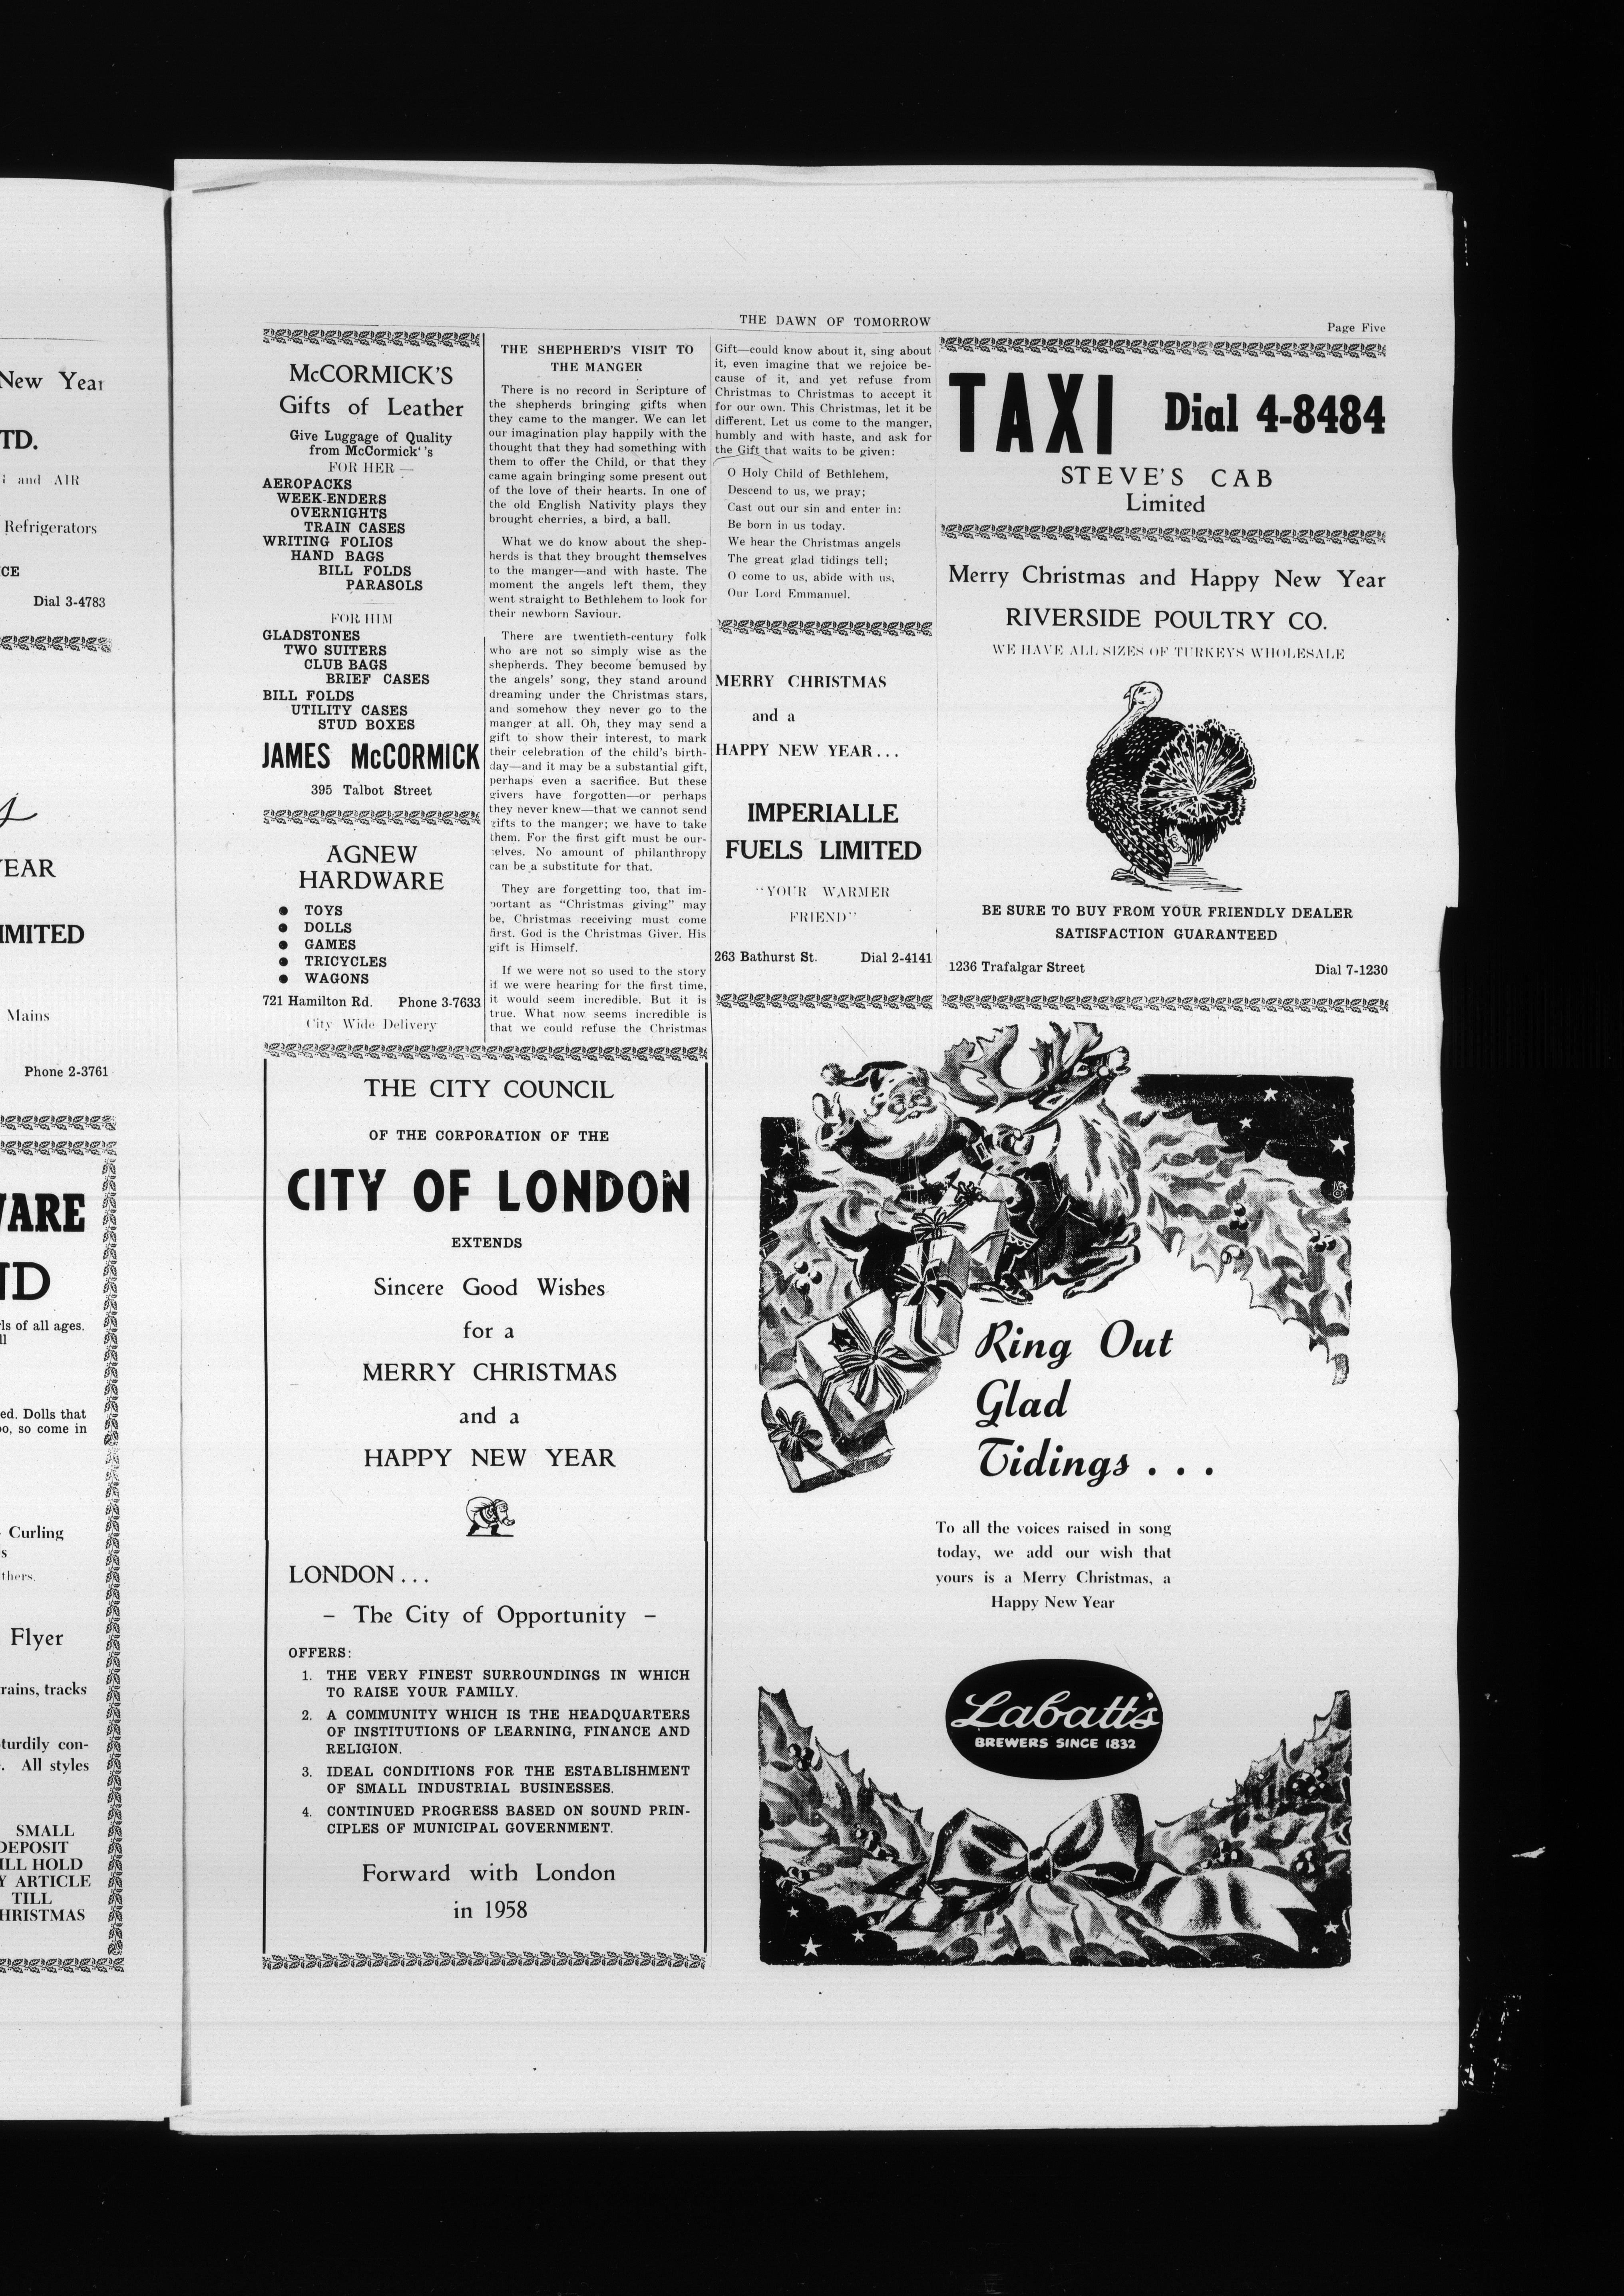 New Year
TD.
and AIR
Refrigerators
CE
Dial 3-4783
EAR
IMITED
Mains
Phone 2-3761
ARE
ND
ls of all ages.
ll
ed. Dolls that
oo, so come in
Curling
s
thers.
Flyer
rains, tracks
turdily con-
. All styles
SMALL
DEPOSIT
ILL HOLD
Y ARTICLE
TILL
HRISTMAS
THE DAWN OF TOMORROW
Page Five
McCORMICK'S
Gifts of Leather
Give Luggage of Quality
from McCormick' 's
FOR HER —
AEROPACKS
WEEK-ENDERS
OVERNIGHTS
TRAIN CASES
WRITING FOLIOS
HAND BAGS
BILL FOLDS
PARASOLS
FOR HIM
GLADSTONES
TWO SUITERS
CLUB BAGS
BRIEF CASES
BILL FOLDS
UTILITY CASES
STUD BOXES
JAMES McCORMICK
395 Talbot Street
AGNEW
HARDWARE
● TOYS
● DOLLS
● GAMES
● TRICYCLES
● WAGONS
721 Hamilton Rd. Phone 3-7633
City Wide Delivery
THE SHEPHERD'S VISIT TO
THE MANGER
There is no record in Scripture of
the shepherds bringing gifts when
they came to the manger. We can let
our imagination play happily with the
thought that they had something with
them to offer the Child, or that they
came again bringing some present out
of the love of their hearts. In one of
the old English Nativity plays they
brought cherries, a bird, a ball.
What we do know about the shep-
herds is that they brought themselves
to the manger—and with haste. The
moment the angels left them, they
went straight to Bethlehem to look for
their newborn Saviour.
There are twentieth-century folk
who are not so simply wise as the
shepherds. They become bemused by
the angels' song, they stand around
dreaming under the Christmas stars,
and somehow they never go to the
manger at all. Oh, they may send a
gift to show their interest, to mark
their celebration of the child's birth-
day—and it may be a substantial gift,
perhaps even a sacrifice. But these
givers have forgotten—or perhaps
they never knew—that we cannot send
gifts to the manger; we have to take
them. For the first gift must be our-
selves. No amount of philanthropy
can be a substitute for that.
They are forgetting too, that im-
portant as "Christmas giving" may
be, Christmas receiving must come
first. God is the Christmas Giver. His
gift is Himself.
If we were not so used to the story
if we were hearing for the first time,
it would seem incredible. But it is
true. What now seems incredible is
that we could refuse the Christmas
Gift—could know about it, sing about
it, even imagine that we rejoice be-
cause of it, and yet refuse from
Christmas to Christmas to accept it
for our own. This Christmas, let it be
different. Let us come to the manger,
humbly and with haste, and ask for
the Gift that waits to be given:
O Holy Child of Bethlehem,
Descend to us, we pray;
Cast out our sin and enter in:
Be born in us today.
We hear the Christmas angels
The great glad tidings tell;
O come to us, abide with us,
Our Lord Emmanuel.
MERRY CHRISTMAS
and a
HAPPY NEW YEAR...
IMPERIALLE
FUELS LIMITED
"YOUR WARMER
FRIEND"
263 Bathurst St. Dial 2-4141
TAXI Dial 4-8484
STEVE'S CAB
Limited
Merry Christmas and Happy New Year
RIVERSIDE POULTRY CO.
WE HAVE ALL SIZES OF TURKEYS WHOLESALE
BE SURE TO BUY FROM YOUR FRIENDLY DEALER
SATISFACTION GUARANTEED
1236 Trafalgar Street Dial 7-1230
THE CITY COUNCIL
OF THE CORPORATION OF THE
CITY OF LONDON
EXTENDS
Sincere Good Wishes
for a
MERRY CHRISTMAS
and a
HAPPY NEW YEAR
LONDON...
– The City of Opportunity –
OFFERS:
1. THE VERY FINEST SURROUNDINGS IN WHICH
TO RAISE YOUR FAMILY.
2. A COMMUNITY WHICH IS THE HEADQUARTERS
OF INSTITUTIONS OF LEARNING, FINANCE AND
RELIGION.
3. IDEAL CONDITIONS FOR THE ESTABLISHMENT
OF SMALL INDUSTRIAL BUSINESSES.
4. CONTINUED PROGRESS BASED ON SOUND PRIN-
CIPLES OF MUNICIPAL GOVERNMENT.
Forward with London
in 1958
Ring Out
Glad
Tidings...
To all the voices raised in song
today, we add our wish that
yours is a Merry Christmas, a
Happy New Year
Labatt's
BREWERS SINCE 1832